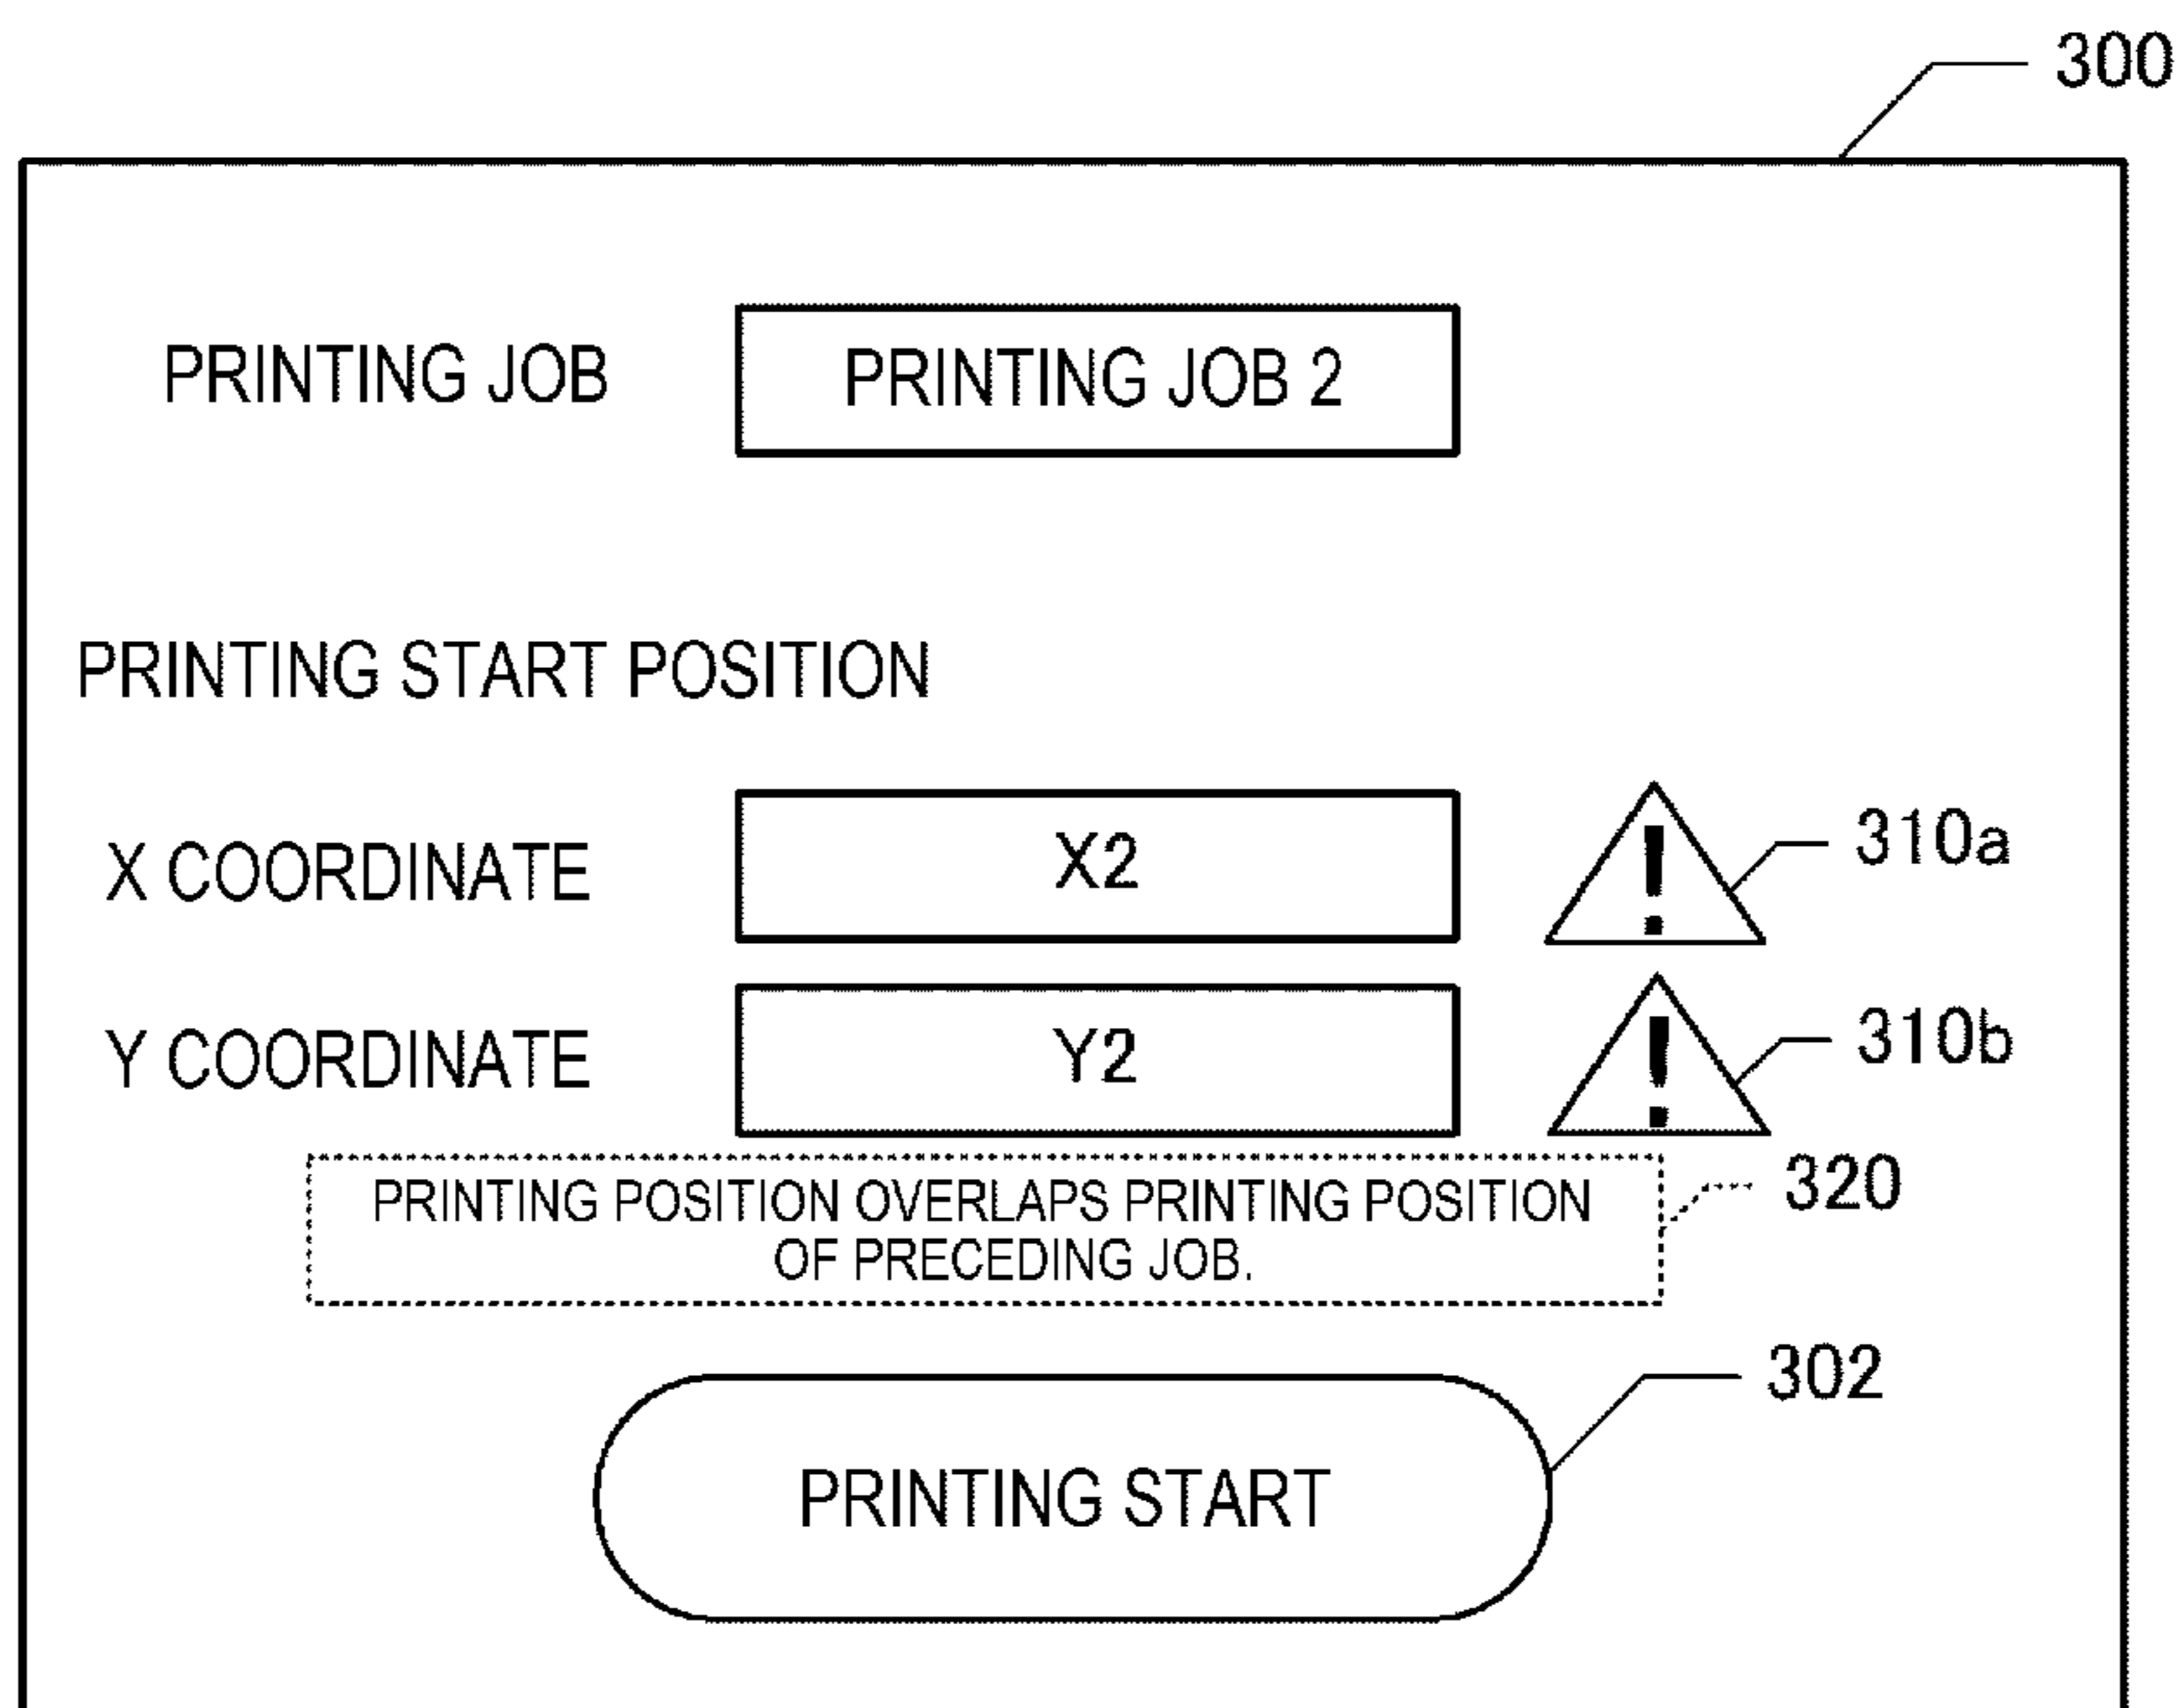 300
PRINTING JOB PRINTING JOB 2
PRINTING START POSITION
X COORDINATE X2 ! 310a
Y COORDINATE Y2 ! 310b
PRINTING POSITION OVERLAPS PRINTING POSITION 320
OF PRECEDING JOB.
302
PRINTING START